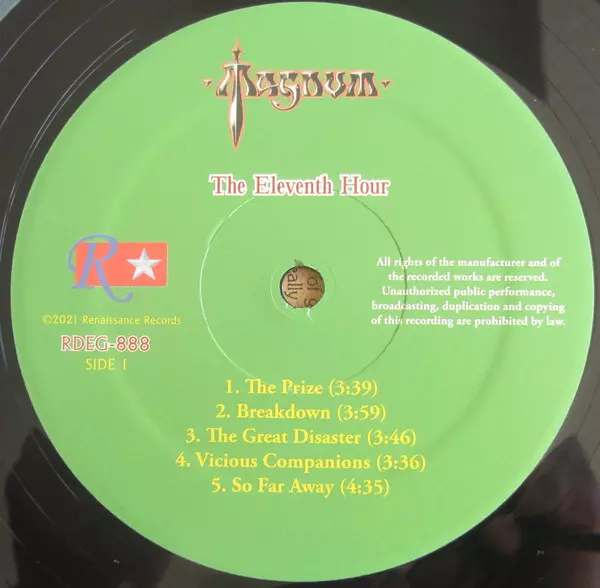 Magnum
The Eleventh Hour
R
All rights of the manufacturer and of
the recorded works are reserved.
Unauthorized public performance,
broadcasting, duplication and copying
of this recording are prohibited by law.
©2021 Renaissance Records
RDEG-888
SIDE 1
1. The Prize (3:39)
2. Breakdown (3:59)
3. The Great Disaster (3:46)
4. Vicious Companions (3:36)
5. So Far Away (4:35)